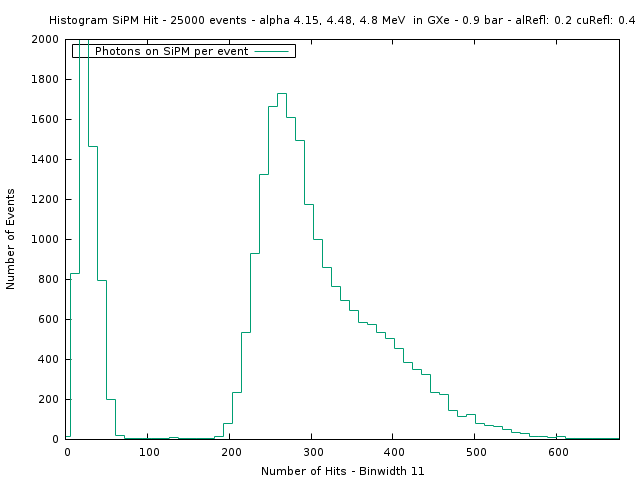 Histogram SiPM Hit - 25000 events - alpha 4.15, 4.48, 4.8 MeV  in GXe - 0.9 bar - alRefl: 0.2 cuRefl: 0.4
Photons on SiPM per event
2000
1800
1600
1400
1200
1000
800
600
400
200
0
Number of Events
0 100 200 300 400 500 600
Number of Hits - Binwidth 11